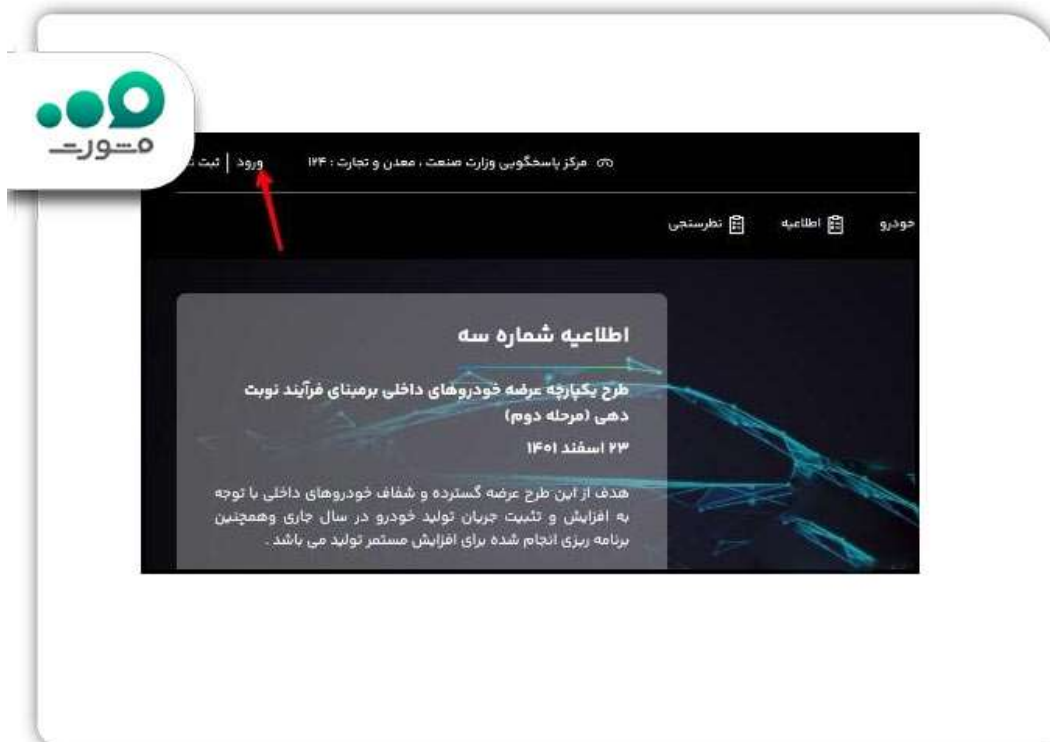 مشورت
مرکز پاسخگویی وزارت صنعت ، معدن و تجارت : ۱۲۴
ورود | ثبت
خودرو
اطلاعیه
نظرسنجی
اطلاعیه شماره سه
طرح یکپارچه عرضه خودروهای داخلی برمبنای فرآیند نوبت
دهی (مرحله دوم)
۲۳ اسفند ۱۴۰۱
هدف از این طرح عرضه گسترده و شفاف خودروهای داخلی با توجه
به افزایش و تثبیت جریان تولید خودرو در سال جاری وهمچنین
برنامه ریزی انجام شده برای افزایش مستمر تولید می باشد .